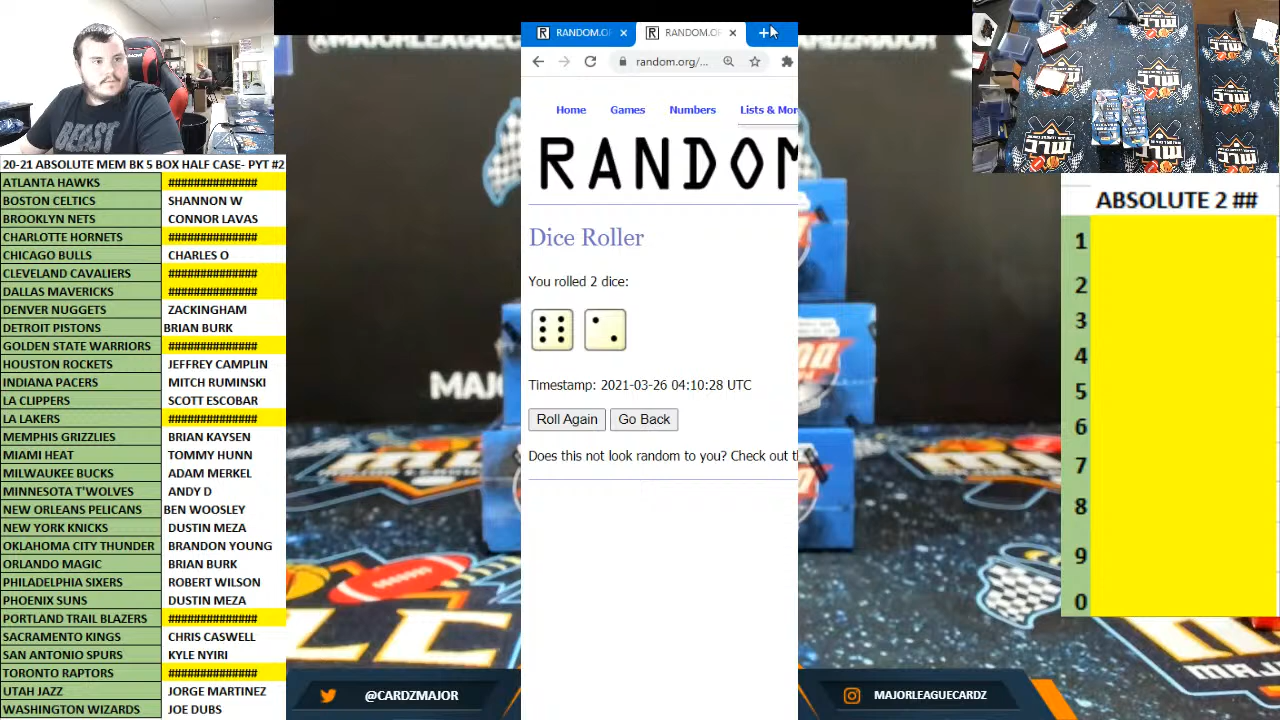 @MAJORLEAGUECA
BEAST
20-21 ABSOLUTE MEM BK 5 BOX HALF CASE- PYT #2
ATLANTA HAWKS ##############
BOSTON CELTICS SHANNON W
BROOKLYN NETS CONNOR LAVAS
CHARLOTTE HORNETS ##############
CHICAGO BULLS CHARLES O
CLEVELAND CAVALIERS ##############
DALLAS MAVERICKS ##############
DENVER NUGGETS ZACKINGHAM
DETROIT PISTONS BRIAN BURK
GOLDEN STATE WARRIORS ##############
HOUSTON ROCKETS JEFFREY CAMPLIN
INDIANA PACERS MITCH RUMINSKI
LA CLIPPERS SCOTT ESCOBAR
LA LAKERS ##############
MEMPHIS GRIZZLIES BRIAN KAYSEN
MIAMI HEAT TOMMY HUNN
MILWAUKEE BUCKS ADAM MERKEL
MINNESOTA T'WOLVES ANDY D
NEW ORLEANS PELICANS BEN WOOSLEY
NEW YORK KNICKS DUSTIN MEZA
OKLAHOMA CITY THUNDER BRANDON YOUNG
ORLANDO MAGIC BRIAN BURK
PHILADELPHIA SIXERS ROBERT WILSON
PHOENIX SUNS DUSTIN MEZA
PORTLAND TRAIL BLAZERS ##############
SACRAMENTO KINGS CHRIS CASWELL
SAN ANTONIO SPURS KYLE NYIRI
TORONTO RAPTORS ##############
UTAH JAZZ JORGE MARTINEZ
WASHINGTON WIZARDS JOE DUBS
RANDOM.OR
RANDOM.OR
random.org/...
Home Games Numbers Lists & Mor
RANDOM
Dice Roller
You rolled 2 dice:
Timestamp: 2021-03-26 04:10:28 UTC
Roll Again Go Back
Does this not look random to you? Check out th
MAJOR
MLC
ABSOLUTE 2 ##
1
2
3
4
5
6
7
8
9
0
@CARDZMAJOR
MAJORLEAGUECARDZ